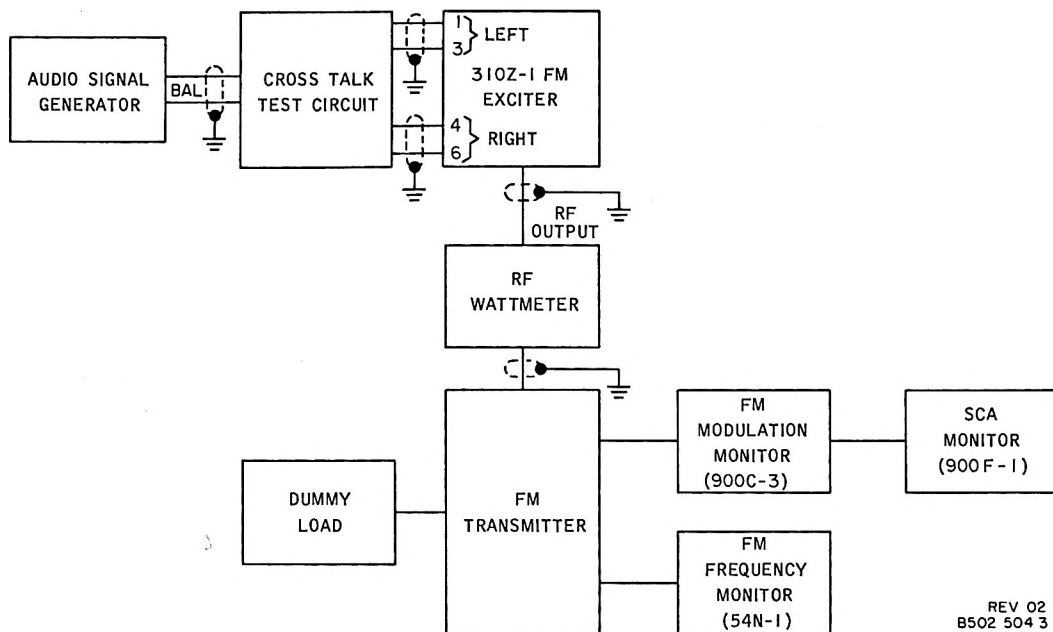 AUDIO SIGNAL
GENERATOR
BAL
CROSS TALK
TEST CIRCUIT
1
3
LEFT
310Z-1 FM
EXCITER
4
6
RIGHT
RF
OUTPUT
RF
WATTMETER
DUMMY
LOAD
FM
TRANSMITTER
FM
MODULATION
MONITOR
(900C-3)
SCA
MONITOR
(900F-1)
FM
FREQUENCY
MONITOR
(54N-1)
REV 02
B502 504 3